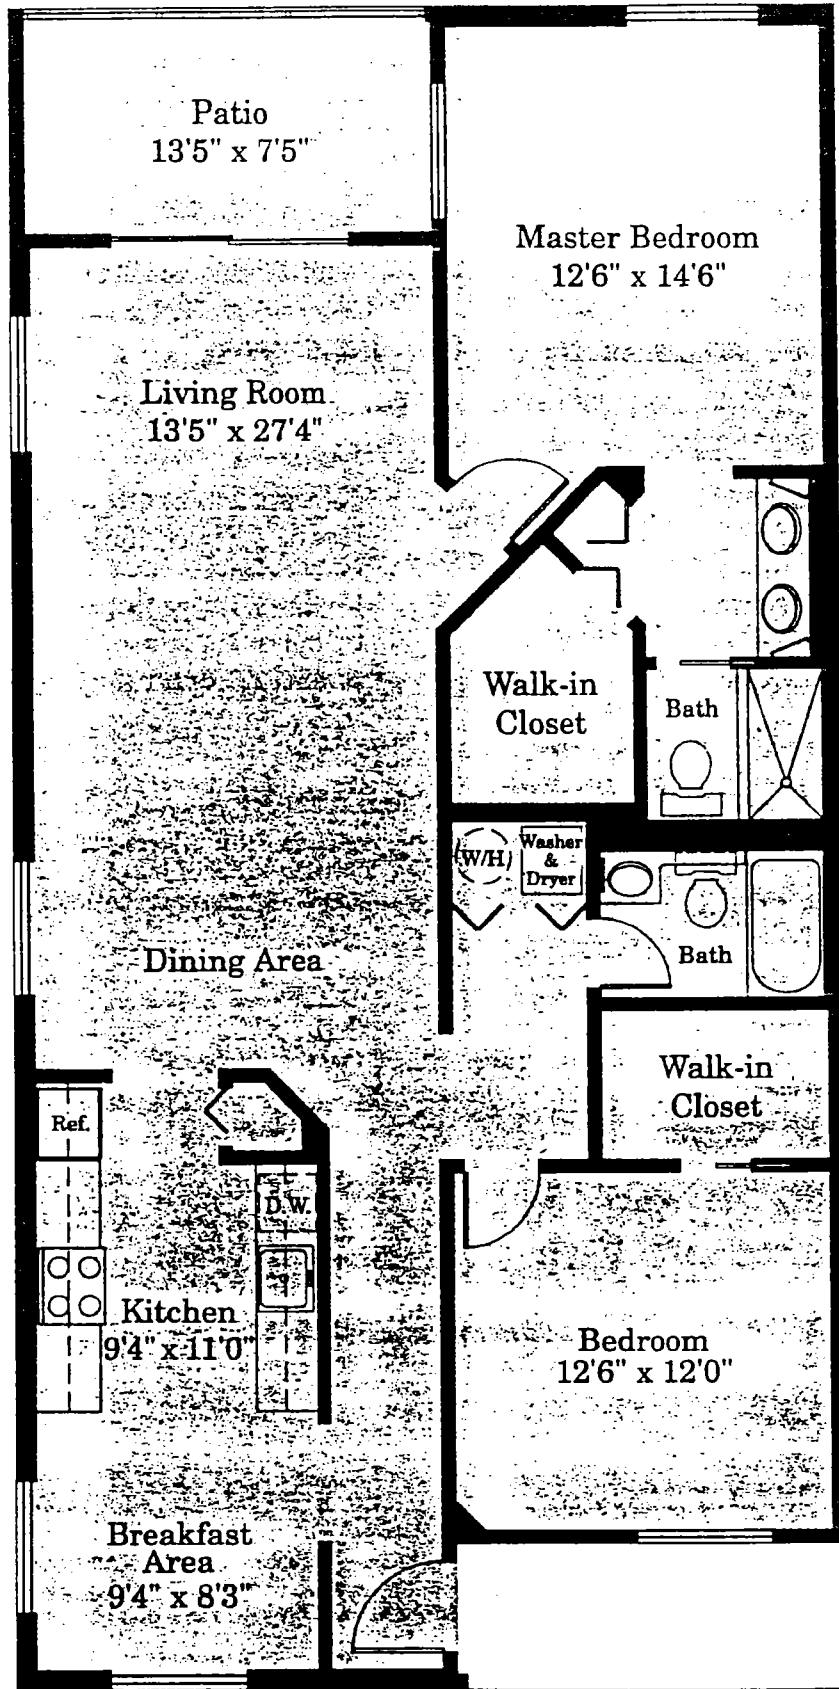 Patio
13'5" x 7'5"
Master Bedroom
12'6" x 14'6"
Living Room
13'5" x 27'4"
Walk-in
Closet
Bath
W/H
Washer
&
Dryer
Bath
Dining Area
Walk-in
Closet
Ref.
D.W.
Kitchen
9'4" x 11'0"
Bedroom
12'6" x 12'0"
Breakfast
Area
9'4" x 8'3"